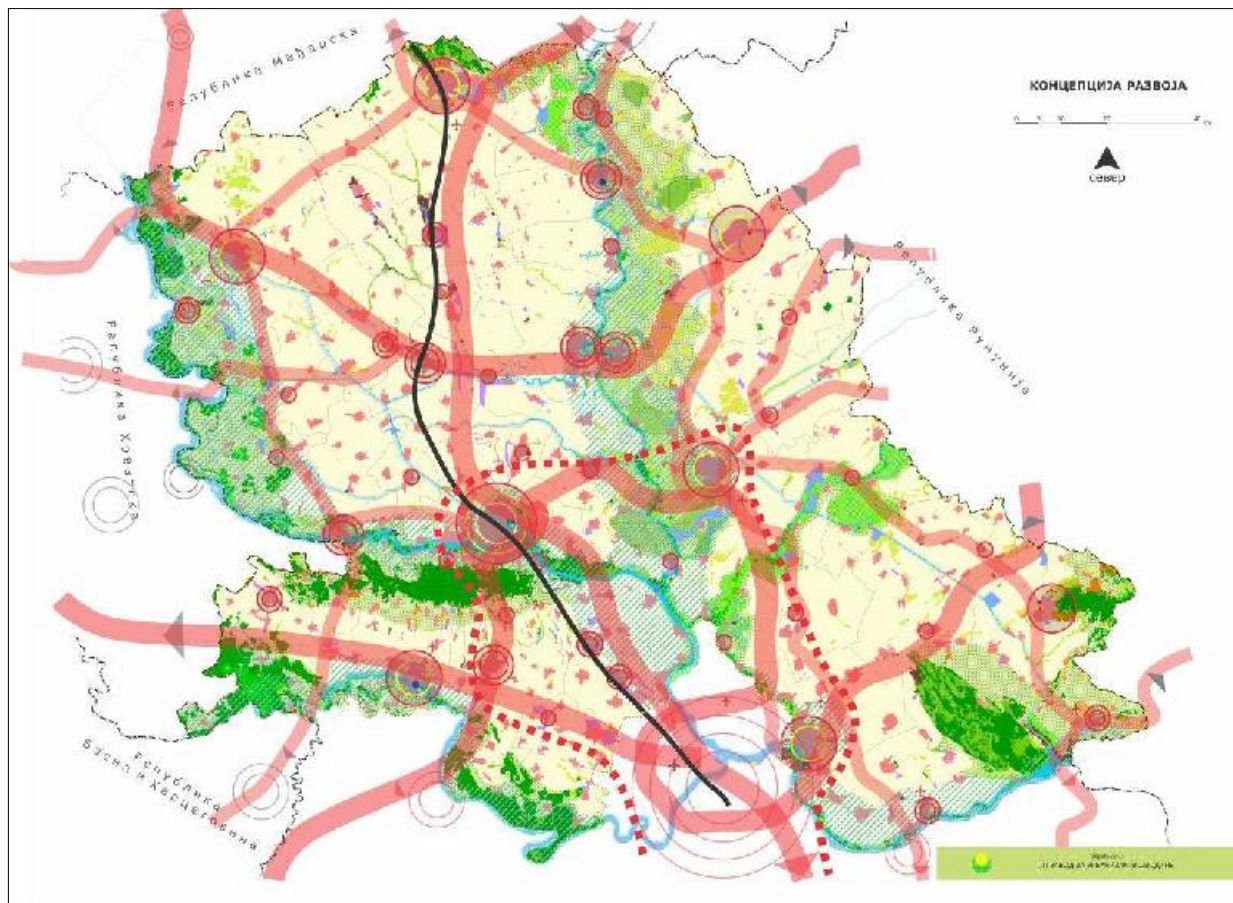 Република Мађарска
КОНЦЕПЦИЈА РАЗВОЈА
север
Република Румунија
Република Хрватска
Република
Босна и Херцеговина